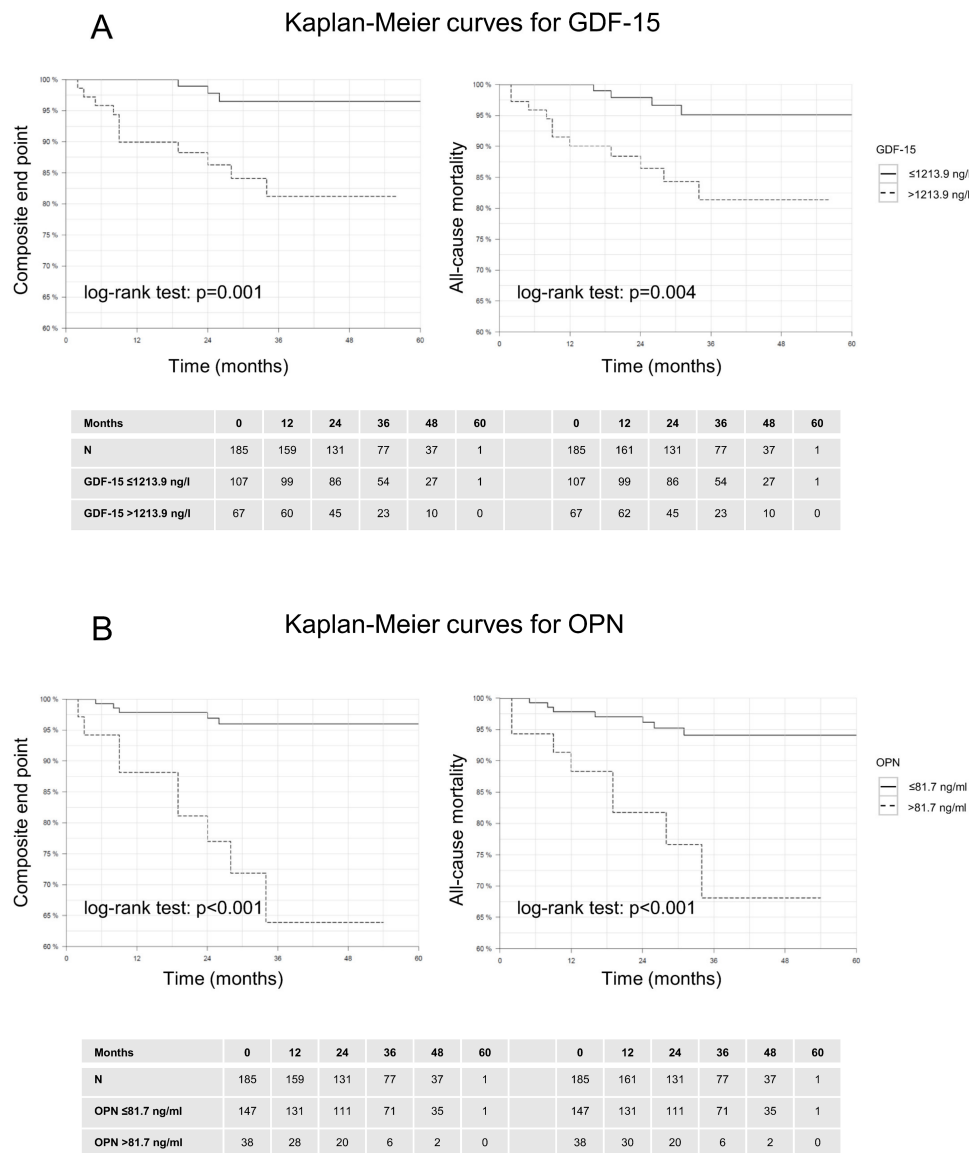 A
Kaplan-Meier curves for GDF-15
Composite end point
100 %
95 %
90 %
85 %
80 %
75 %
70 %
65 %
60 %
log-rank test: p=0.001
0 12 24 36 48 60
Time (months)
All-cause mortality
100 %
95 %
90 %
85 %
80 %
75 %
70 %
65 %
60 %
log-rank test: p=0.004
0 12 24 36 48 60
Time (months)
GDF-15
≤1213.9 ng/l
>1213.9 ng/l
Months 0 12 24 36 48 60 0 12 24 36 48 60
N 185 159 131 77 37 1 185 161 131 77 37 1
GDF-15 ≤1213.9 ng/l 107 99 86 54 27 1 107 99 86 54 27 1
GDF-15 >1213.9 ng/l 67 60 45 23 10 0 67 62 45 23 10 0
B
Kaplan-Meier curves for OPN
Composite end point
100 %
95 %
90 %
85 %
80 %
75 %
70 %
65 %
60 %
log-rank test: p<0.001
0 12 24 36 48 60
Time (months)
All-cause mortality
100 %
95 %
90 %
85 %
80 %
75 %
70 %
65 %
60 %
log-rank test: p<0.001
0 12 24 36 48 60
Time (months)
OPN
≤81.7 ng/ml
>81.7 ng/ml
Months 0 12 24 36 48 60 0 12 24 36 48 60
N 185 159 131 77 37 1 185 161 131 77 37 1
OPN ≤81.7 ng/ml 147 131 111 71 35 1 147 131 111 71 35 1
OPN >81.7 ng/ml 38 28 20 6 2 0 38 30 20 6 2 0